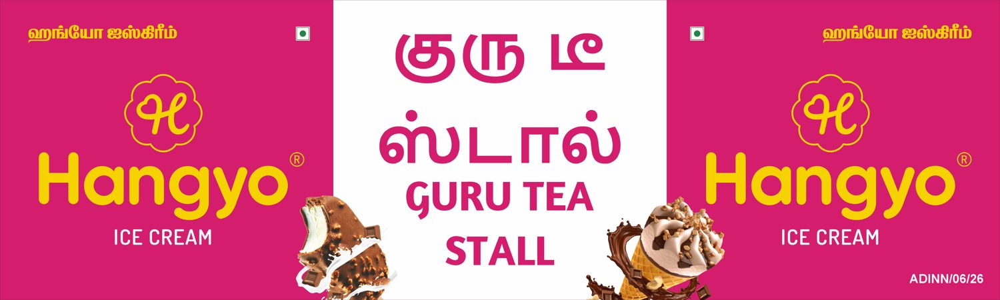 ஹங்யோ ஐஸ்கிரீம்
H
Hangyo®
ICE CREAM
குரு டீ
ஸ்டால்
GURU TEA
STALL
ஹங்யோ ஐஸ்கிரீம்
H
Hangyo®
ICE CREAM
ADINN/06/26